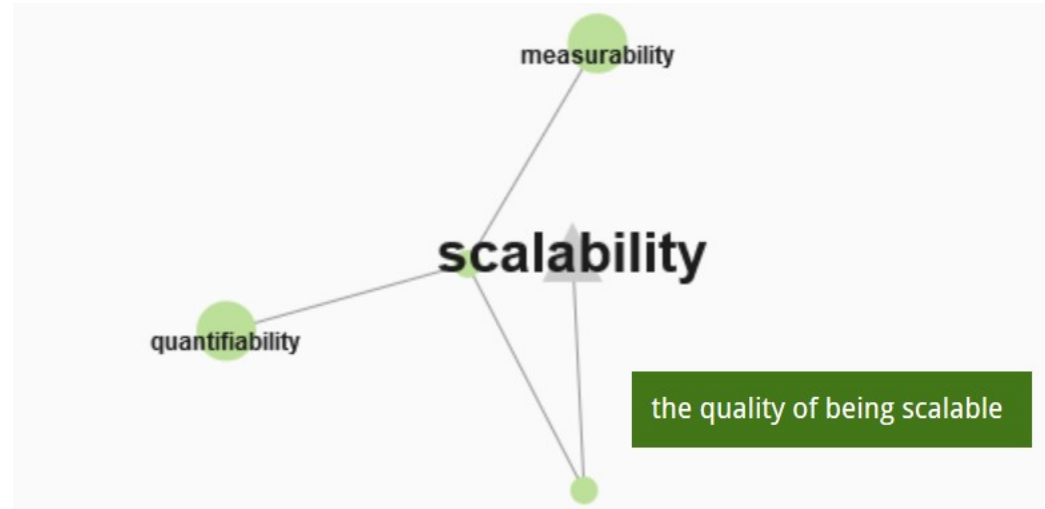 measurability
scalability
quantifiability
the quality of being scalable